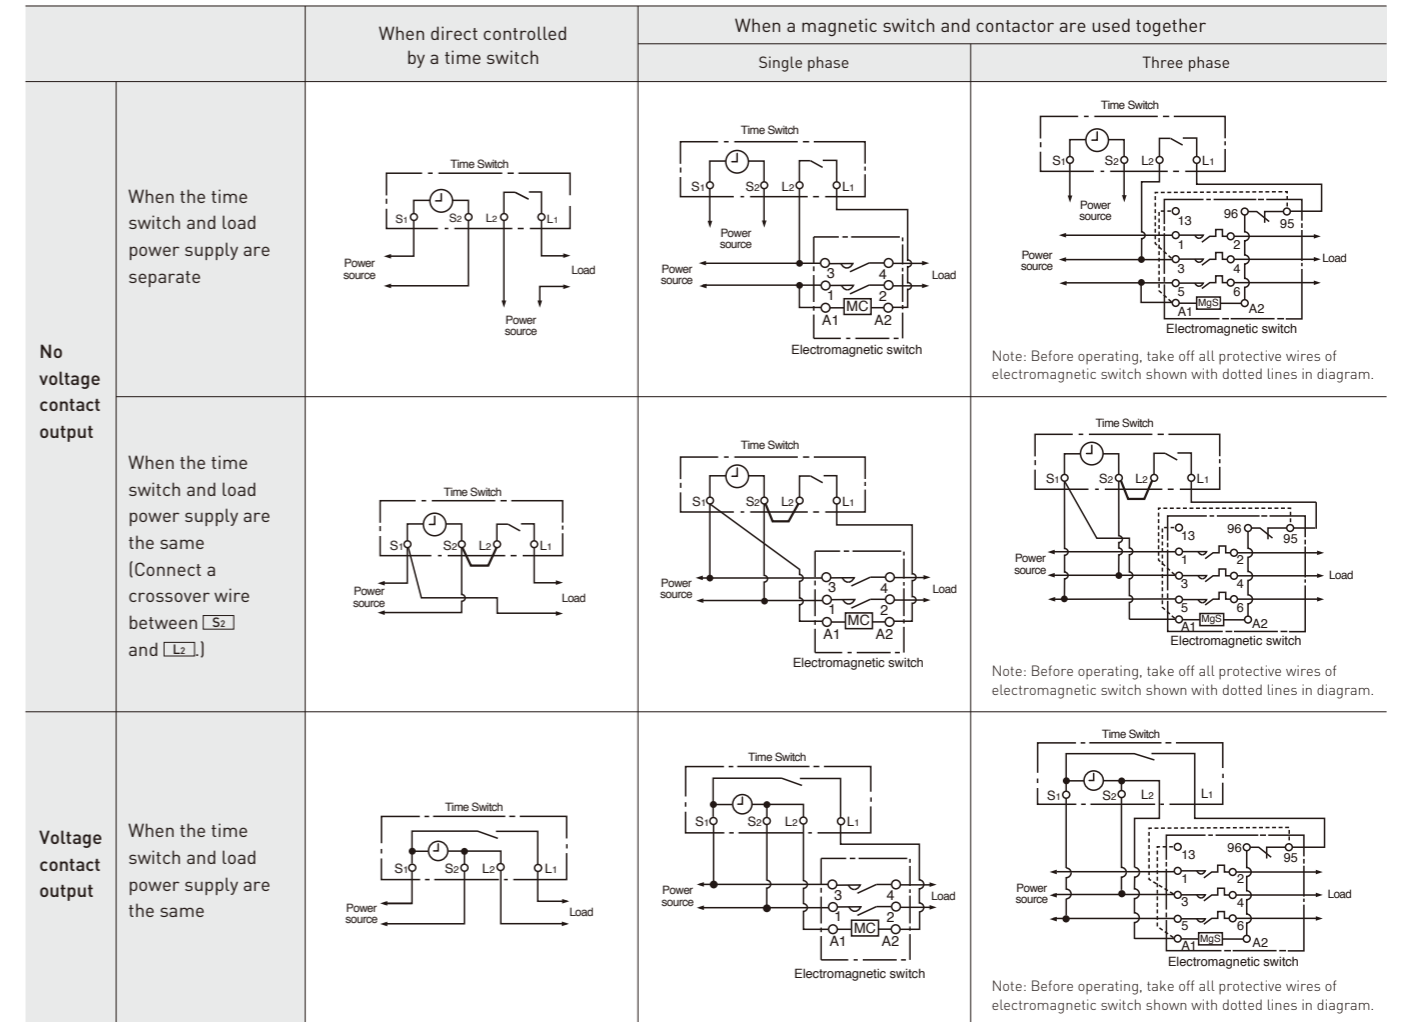 When direct controlled
by a time switch
When a magnetic switch and contactor are used together
Single phase
Three phase
No
voltage
contact
output
When the time
switch and load
power supply are
separate
Time Switch
S1 S2 L2 L1
Power
source
Load
Power
source
Time Switch
S1 S2 L2 L1
Power
source
Power
source
3 4
Load
1 2
MC
A1 A2
Electromagnetic switch
Time Switch
S1 S2 L2 L1
Power
source
13 96 95
1 2
Power
source
3 4
Load
5 6
MgS
A1 A2
Electromagnetic switch
Note: Before operating, take off all protective wires of
electromagnetic switch shown with dotted lines in diagram.
When the time
switch and load
power supply are
the same
(Connect a
crossover wire
between S2
and L2.)
Time Switch
S1 S2 L2 L1
Power
source
Load
Time Switch
S1 S2 L2 L1
Power
source
3 4
Load
1 2
MC
A1 A2
Electromagnetic switch
Time Switch
S1 S2 L2 L1
13 96 95
1 2
Power
source
3 4
Load
5 6
MgS
A1 A2
Electromagnetic switch
Note: Before operating, take off all protective wires of
electromagnetic switch shown with dotted lines in diagram.
Voltage
contact
output
When the time
switch and load
power supply are
the same
Time Switch
S1 S2 L2 L1
Power
source
Load
Time Switch
S1 S2 L2 L1
Power
source
3 4
Load
1 2
MC
A1 A2
Electromagnetic switch
Time Switch
S1 S2 L2 L1
13 96 95
1 2
Power
source
3 4
Load
5 6
MgS
A1 A2
Electromagnetic switch
Note: Before operating, take off all protective wires of
electromagnetic switch shown with dotted lines in diagram.